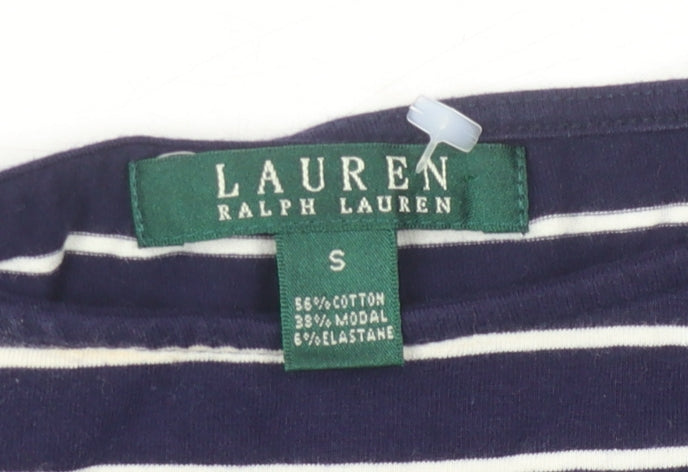 LAUREN
RALPH LAUREN
S
56% COTTON
38% MODAL
6% ELASTANE